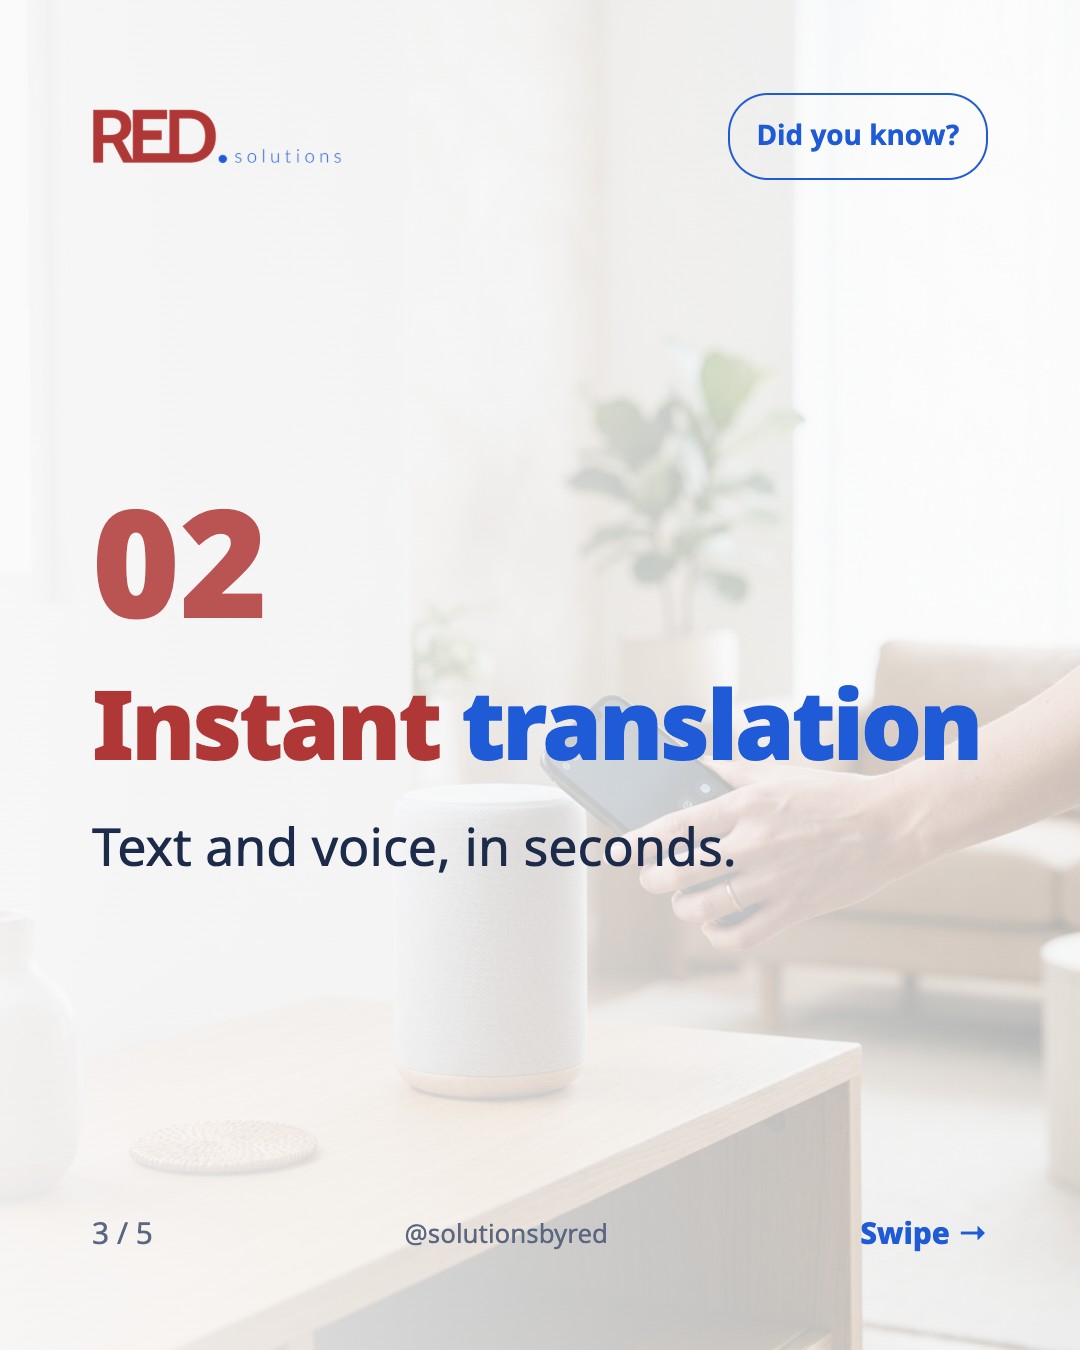 RED.solutions
Did you know?
02
Instant translation
Text and voice, in seconds.
3 / 5
@solutionsbyred
Swipe →